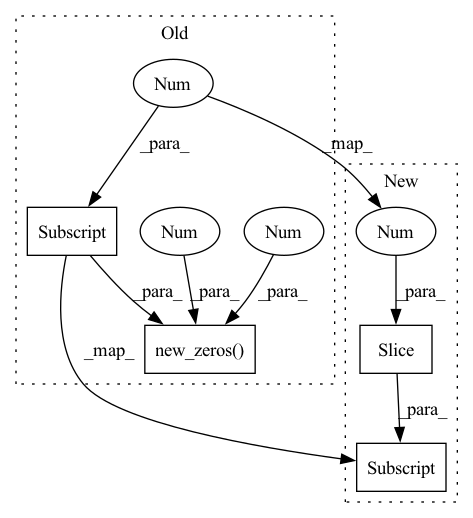 Old
Num
_para_
_map_
New
Subscript
Num
Num
Num
_para_
_para_
_para_
_para_
_map_
new_zeros()
Slice
_para_
Subscript